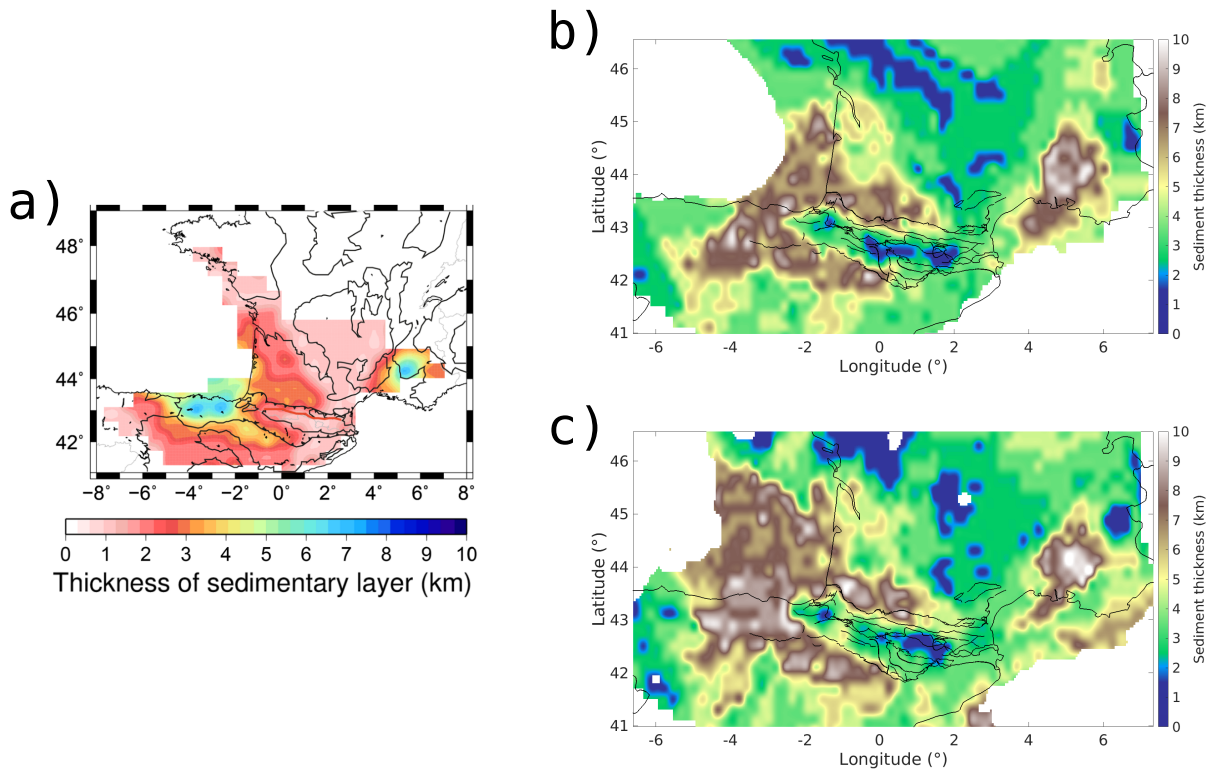 a)
48°
46°
44°
42°
−8° −6° −4° −2° 0° 2° 4° 6° 8°
0 1 2 3 4 5 6 7 8 9 10
Thickness of sedimentary layer (km)
b)
46
45
44
43
42
41
Latitude (°)
-6 -4 -2 0 2 4 6
Longitude (°)
10
9
8
7
6
5
4
3
2
1
0
Sediment thickness (km)
c)
46
45
44
43
42
41
Latitude (°)
-6 -4 -2 0 2 4 6
Longitude (°)
10
9
8
7
6
5
4
3
2
1
0
Sediment thickness (km)